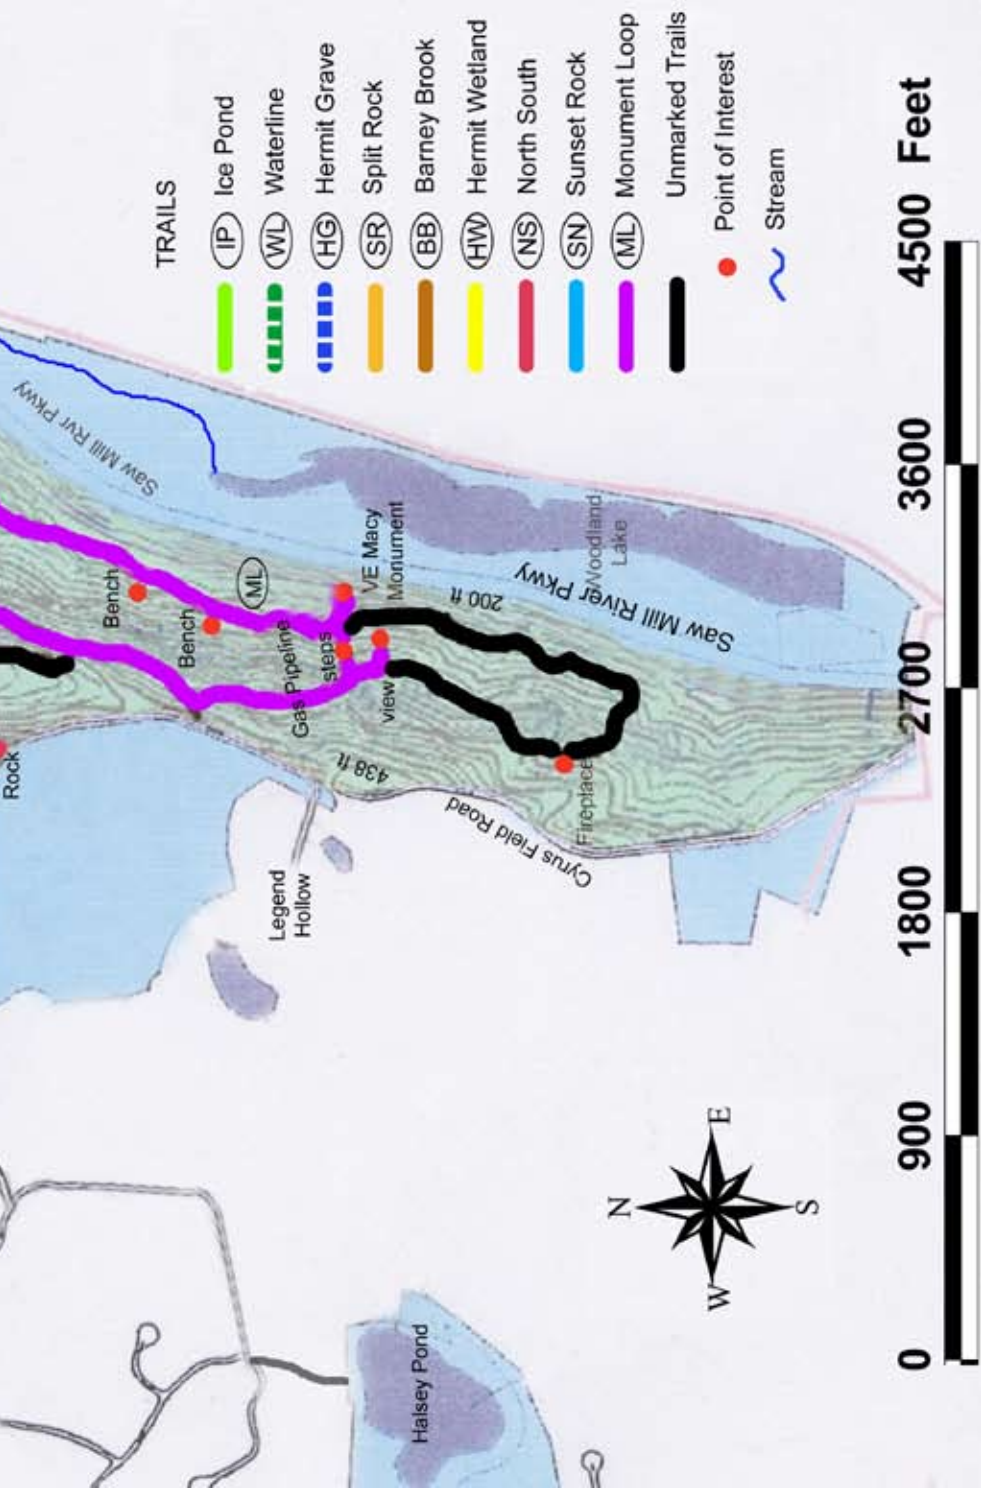 TRAILS
IP Ice Pond
WL Waterline
HG Hermit Grave
SR Split Rock
BB Barney Brook
HW Hermit Wetland
NS North South
SN Sunset Rock
ML Monument Loop
Unmarked Trails
Point of Interest
Stream
Saw Mill Rvr Pkwy
Bench
Bench
ML
Gas Pipeline
steps
VE Macy
Monument
view
200 ft
Woodland
Lake
Saw Mill River Pkwy
Rock
438 ft
Cyrus Field Road
Fireplace
Legend
Hollow
Halsey Pond
N
E
S
W
0 900 1800 2700 3600 4500 Feet